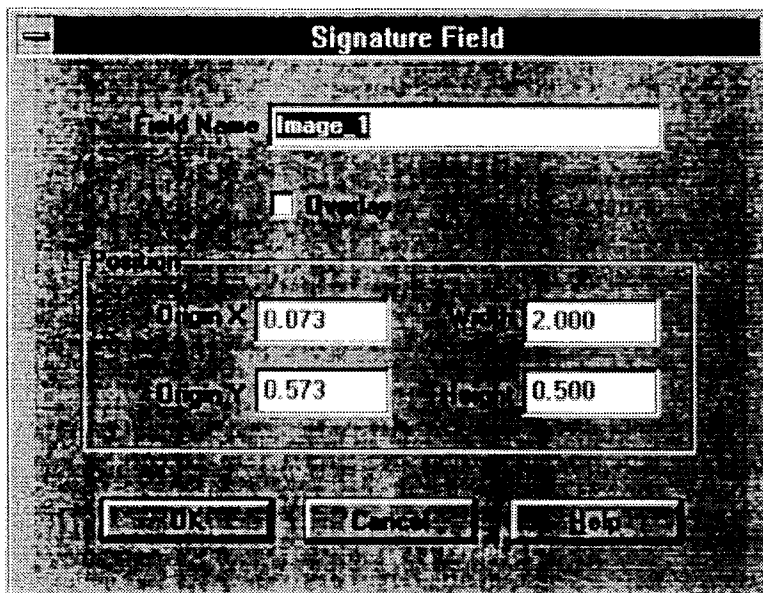 Signature Field
Field Name Image_1
Overlap
Position
Origin X 0.073 Width 2.000
Origin Y 0.573 Height 0.500
OK Cancel Help